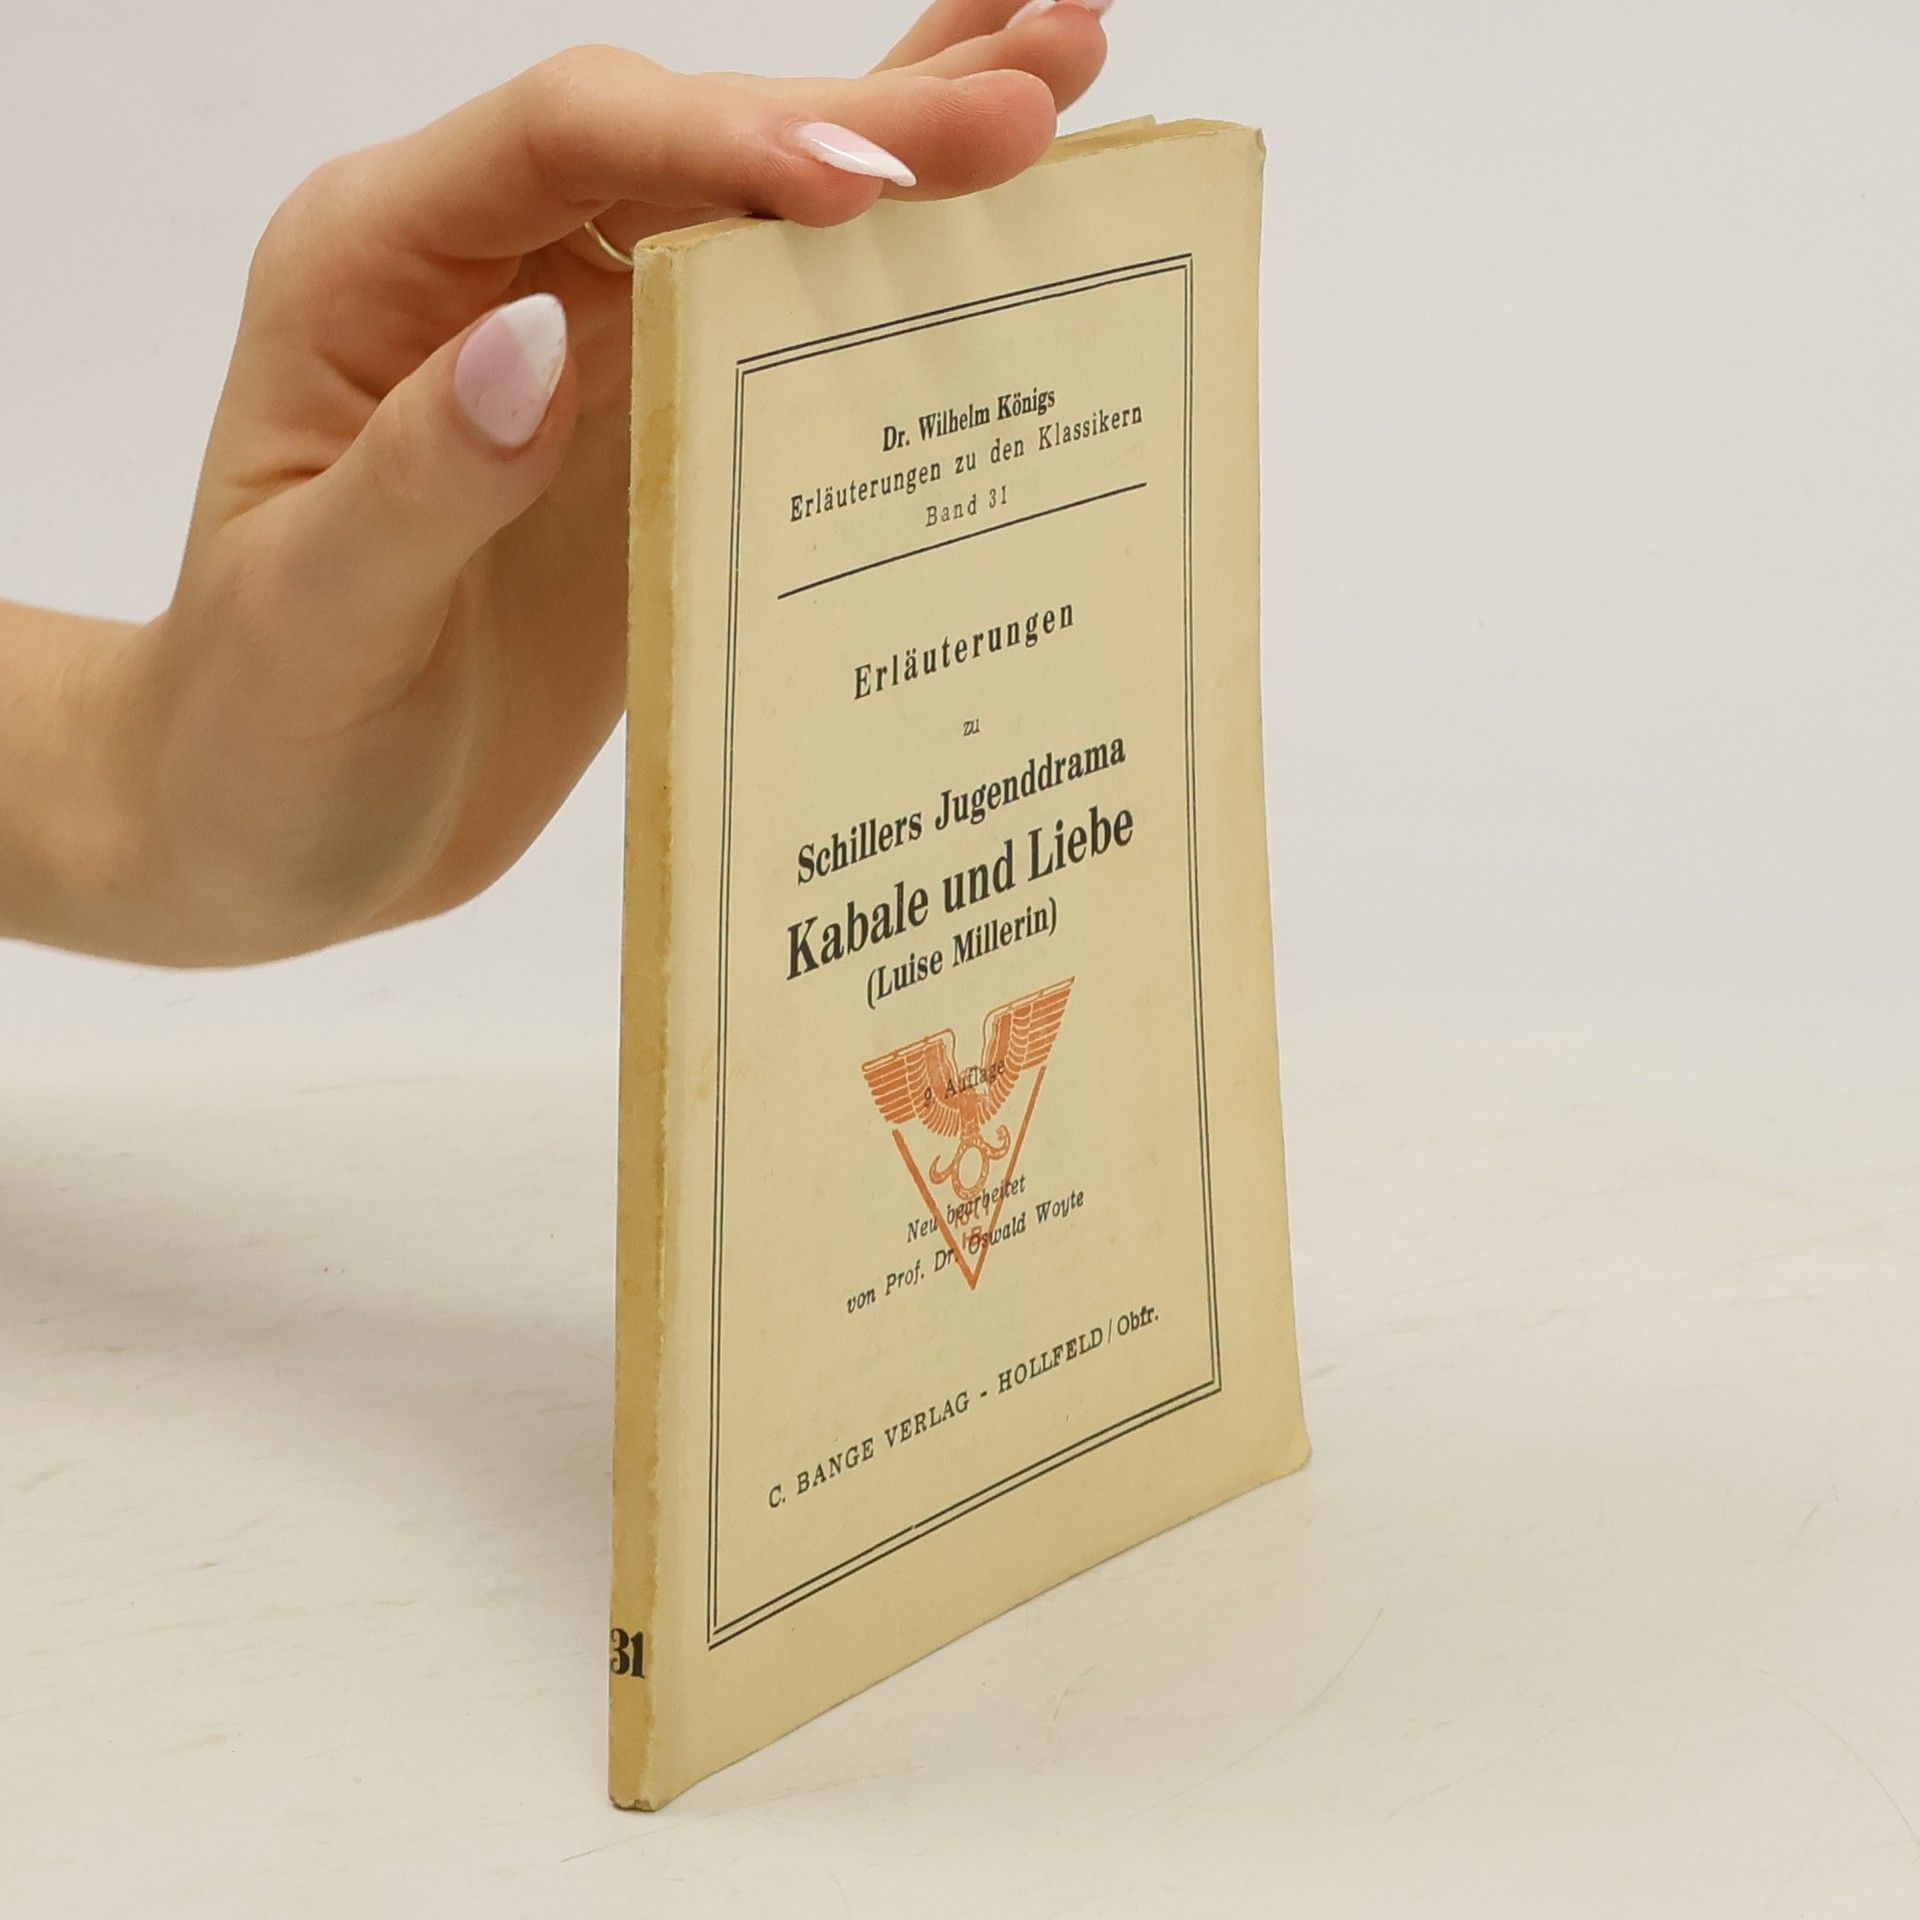 Dr. Wilhelm Königs
Erläuterungen zu den Klassikern
Band 31
Erläuterungen
zu
Schillers Jugenddrama
Kabale und Liebe
(Luise Millerin)
9. Auflage
Neu bearbeitet
von Prof. Dr. Oswald Woyte
C. BANGE VERLAG - HOLLFELD/Obfr.
31